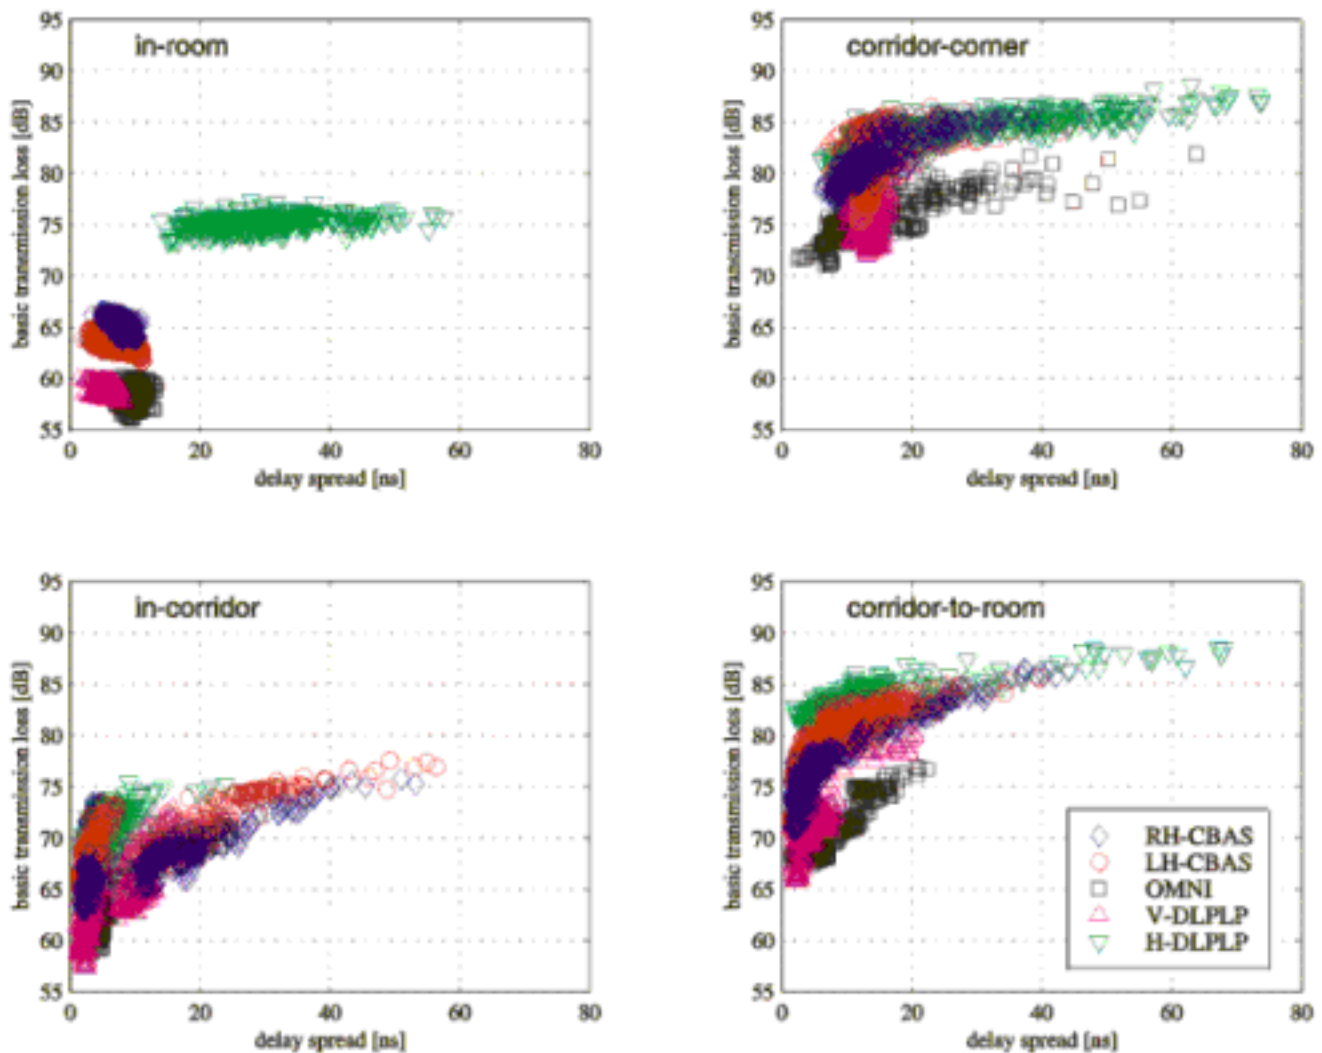 in-room
95
90
85
80
75
70
65
60
55
basic transmission loss [dB]
0 20 40 60 80
delay spread [ns]
corridor-corner
95
90
85
80
75
70
65
60
55
basic transmission loss [dB]
0 20 40 60 80
delay spread [ns]
in-corridor
95
90
85
80
75
70
65
60
55
basic transmission loss [dB]
0 20 40 60 80
delay spread [ns]
corridor-to-room
95
90
85
80
75
70
65
60
55
basic transmission loss [dB]
0 20 40 60 80
delay spread [ns]
RH-CBAS
LH-CBAS
OMNI
V-DLPLP
H-DLPLP